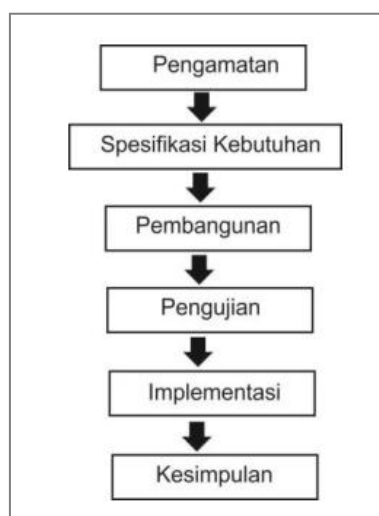 Pengamatan
Spesifikasi Kebutuhan
Pembangunan
Pengujian
Implementasi
Kesimpulan